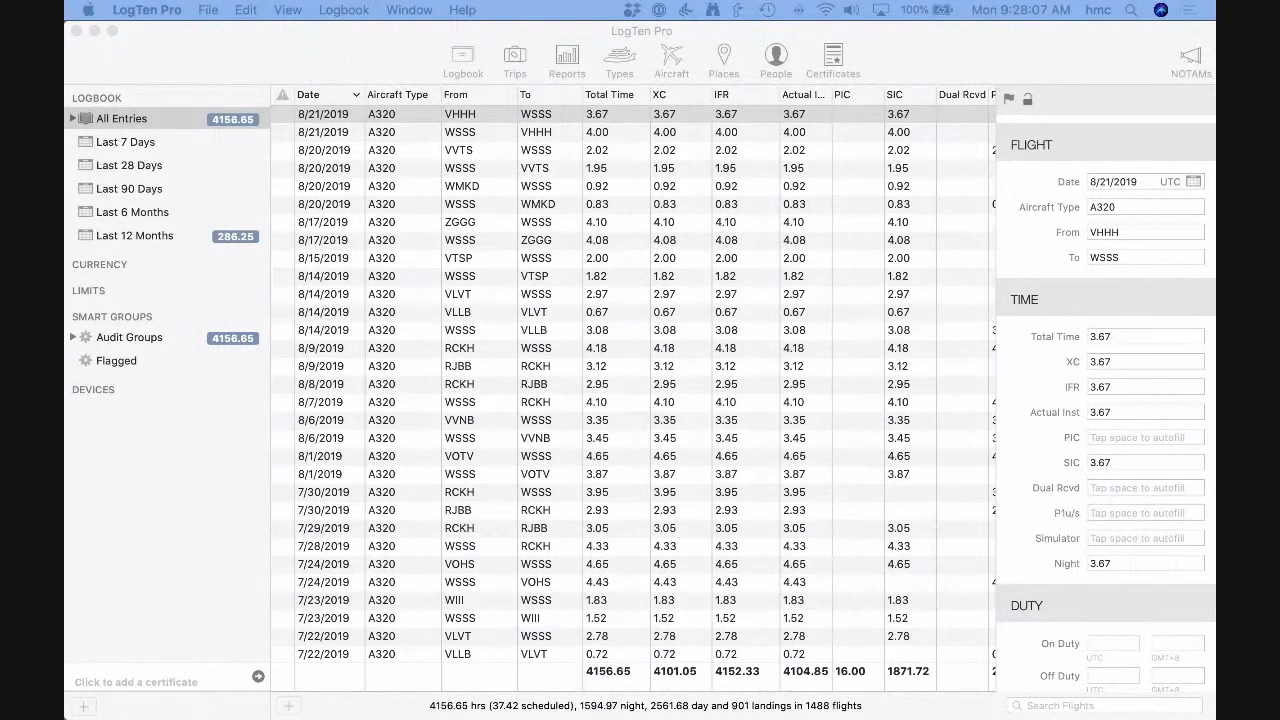 LogTen Pro File Edit View Logbook Window Help 100% Mon 9:28:07 AM hmc
LogTen Pro
Logbook Trips Reports Types Aircraft Places People Certificates NOTAMs
LOGBOOK
All Entries 4156.65
Last 7 Days
Last 28 Days
Last 90 Days
Last 6 Months
Last 12 Months 286.25
CURRENCY
LIMITS
SMART GROUPS
Audit Groups 4156.65
Flagged
DEVICES
Click to add a certificate
Date Aircraft Type From To Total Time XC IFR Actual I... PIC SIC Dual Rcvd
8/21/2019 A320 VHHH WSSS 3.67 3.67 3.67 3.67 3.67
8/21/2019 A320 WSSS VHHH 4.00 4.00 4.00 4.00 4.00
8/20/2019 A320 VVTS WSSS 2.02 2.02 2.02 2.02 2.02
8/20/2019 A320 WSSS VVTS 1.95 1.95 1.95 1.95 1.95
8/20/2019 A320 WMKD WSSS 0.92 0.92 0.92 0.92 0.92
8/20/2019 A320 WSSS WMKD 0.83 0.83 0.83 0.83 0.83
8/17/2019 A320 ZGGG WSSS 4.10 4.10 4.10 4.10 4.10
8/17/2019 A320 WSSS ZGGG 4.08 4.08 4.08 4.08 4.08
8/15/2019 A320 VTSP WSSS 2.00 2.00 2.00 2.00 2.00
8/14/2019 A320 WSSS VTSP 1.82 1.82 1.82 1.82 1.82
8/14/2019 A320 VLVT WSSS 2.97 2.97 2.97 2.97 2.97
8/14/2019 A320 VLLB VLVT 0.67 0.67 0.67 0.67 0.67
8/14/2019 A320 WSSS VLLB 3.08 3.08 3.08 3.08 3.08
8/9/2019 A320 RCKH WSSS 4.18 4.18 4.18 4.18 4.18
8/9/2019 A320 RJBB RCKH 3.12 3.12 3.12 3.12 3.12
8/8/2019 A320 RCKH RJBB 2.95 2.95 2.95 2.95 2.95
8/7/2019 A320 WSSS RCKH 4.10 4.10 4.10 4.10 4.10
8/6/2019 A320 VVNB WSSS 3.35 3.35 3.35 3.35 3.35
8/6/2019 A320 WSSS VVNB 3.45 3.45 3.45 3.45 3.45
8/1/2019 A320 VOTV WSSS 4.65 4.65 4.65 4.65 4.65
8/1/2019 A320 WSSS VOTV 3.87 3.87 3.87 3.87 3.87
7/30/2019 A320 RCKH WSSS 3.95 3.95 3.95 3.95
7/30/2019 A320 RJBB RCKH 2.93 2.93 2.93 2.93
7/29/2019 A320 RCKH RJBB 3.05 3.05 3.05 3.05 3.05
7/28/2019 A320 WSSS RCKH 4.33 4.33 4.33 4.33 4.33
7/24/2019 A320 VOHS WSSS 4.65 4.65 4.65 4.65 4.65
7/24/2019 A320 WSSS VOHS 4.43 4.43 4.43 4.43
7/23/2019 A320 WIII WSSS 1.83 1.83 1.83 1.83 1.83
7/23/2019 A320 WSSS WIII 1.52 1.52 1.52 1.52 1.52
7/22/2019 A320 VLVT WSSS 2.78 2.78 2.78 2.78 2.78
7/22/2019 A320 VLLB VLVT 0.72 0.72 0.72 0.72
4156.65 4101.05 4152.33 4104.85 16.00 1871.72
4156.65 hrs (37.42 scheduled), 1594.97 night, 2561.68 day and 901 landings in 1488 flights
FLIGHT
Date 8/21/2019 UTC
Aircraft Type A320
From VHHH
To WSSS
TIME
Total Time 3.67
XC 3.67
IFR 3.67
Actual Inst 3.67
PIC Tap space to autofill
SIC 3.67
Dual Rcvd Tap space to autofill
P1u/s Tap space to autofill
Simulator Tap space to autofill
Night 3.67
DUTY
On Duty
UTC GMT+8
Off Duty
UTC GMT+8
Search Flights